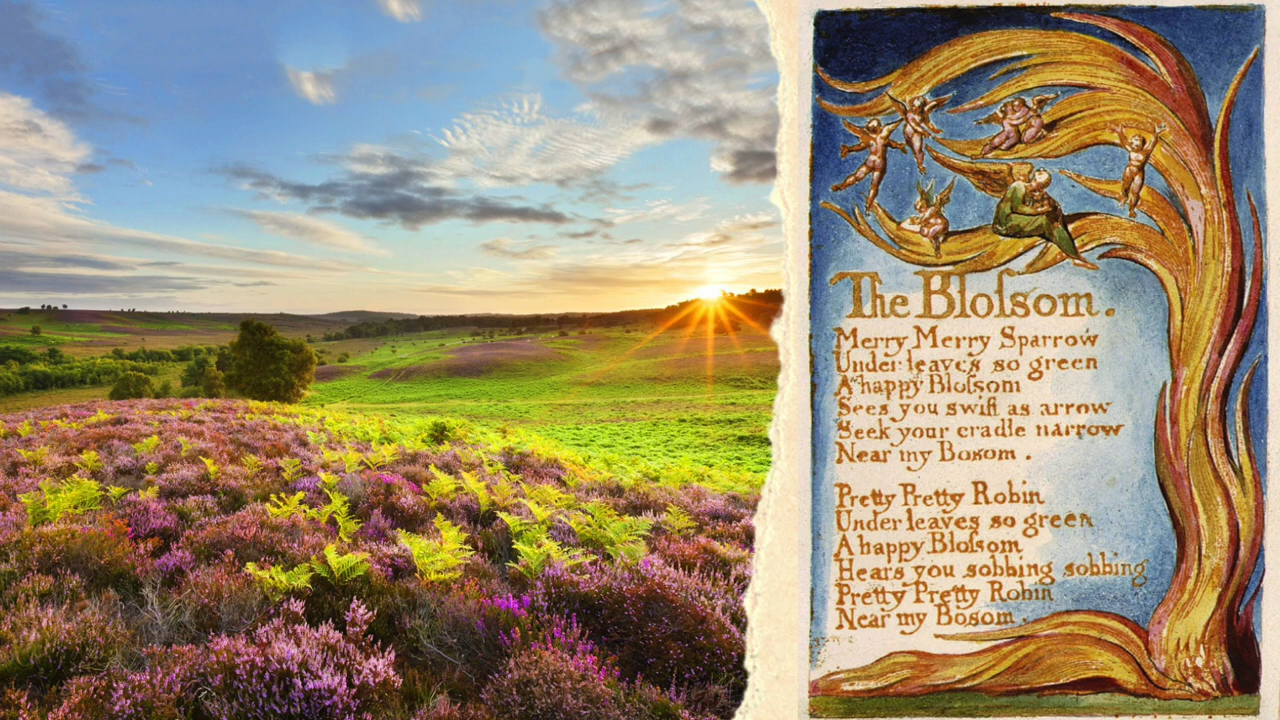 The Bloſsom.
Merry Merry Sparrow
Under leaves so green
A happy Bloſsom
Sees you swift as arrow
Seek your cradle narrow
Near my Bosom.
Pretty Pretty Robin
Under leaves so green
A happy Bloſsom
Hears you sobbing sobbing
Pretty Pretty Robin
Near my Bosom.